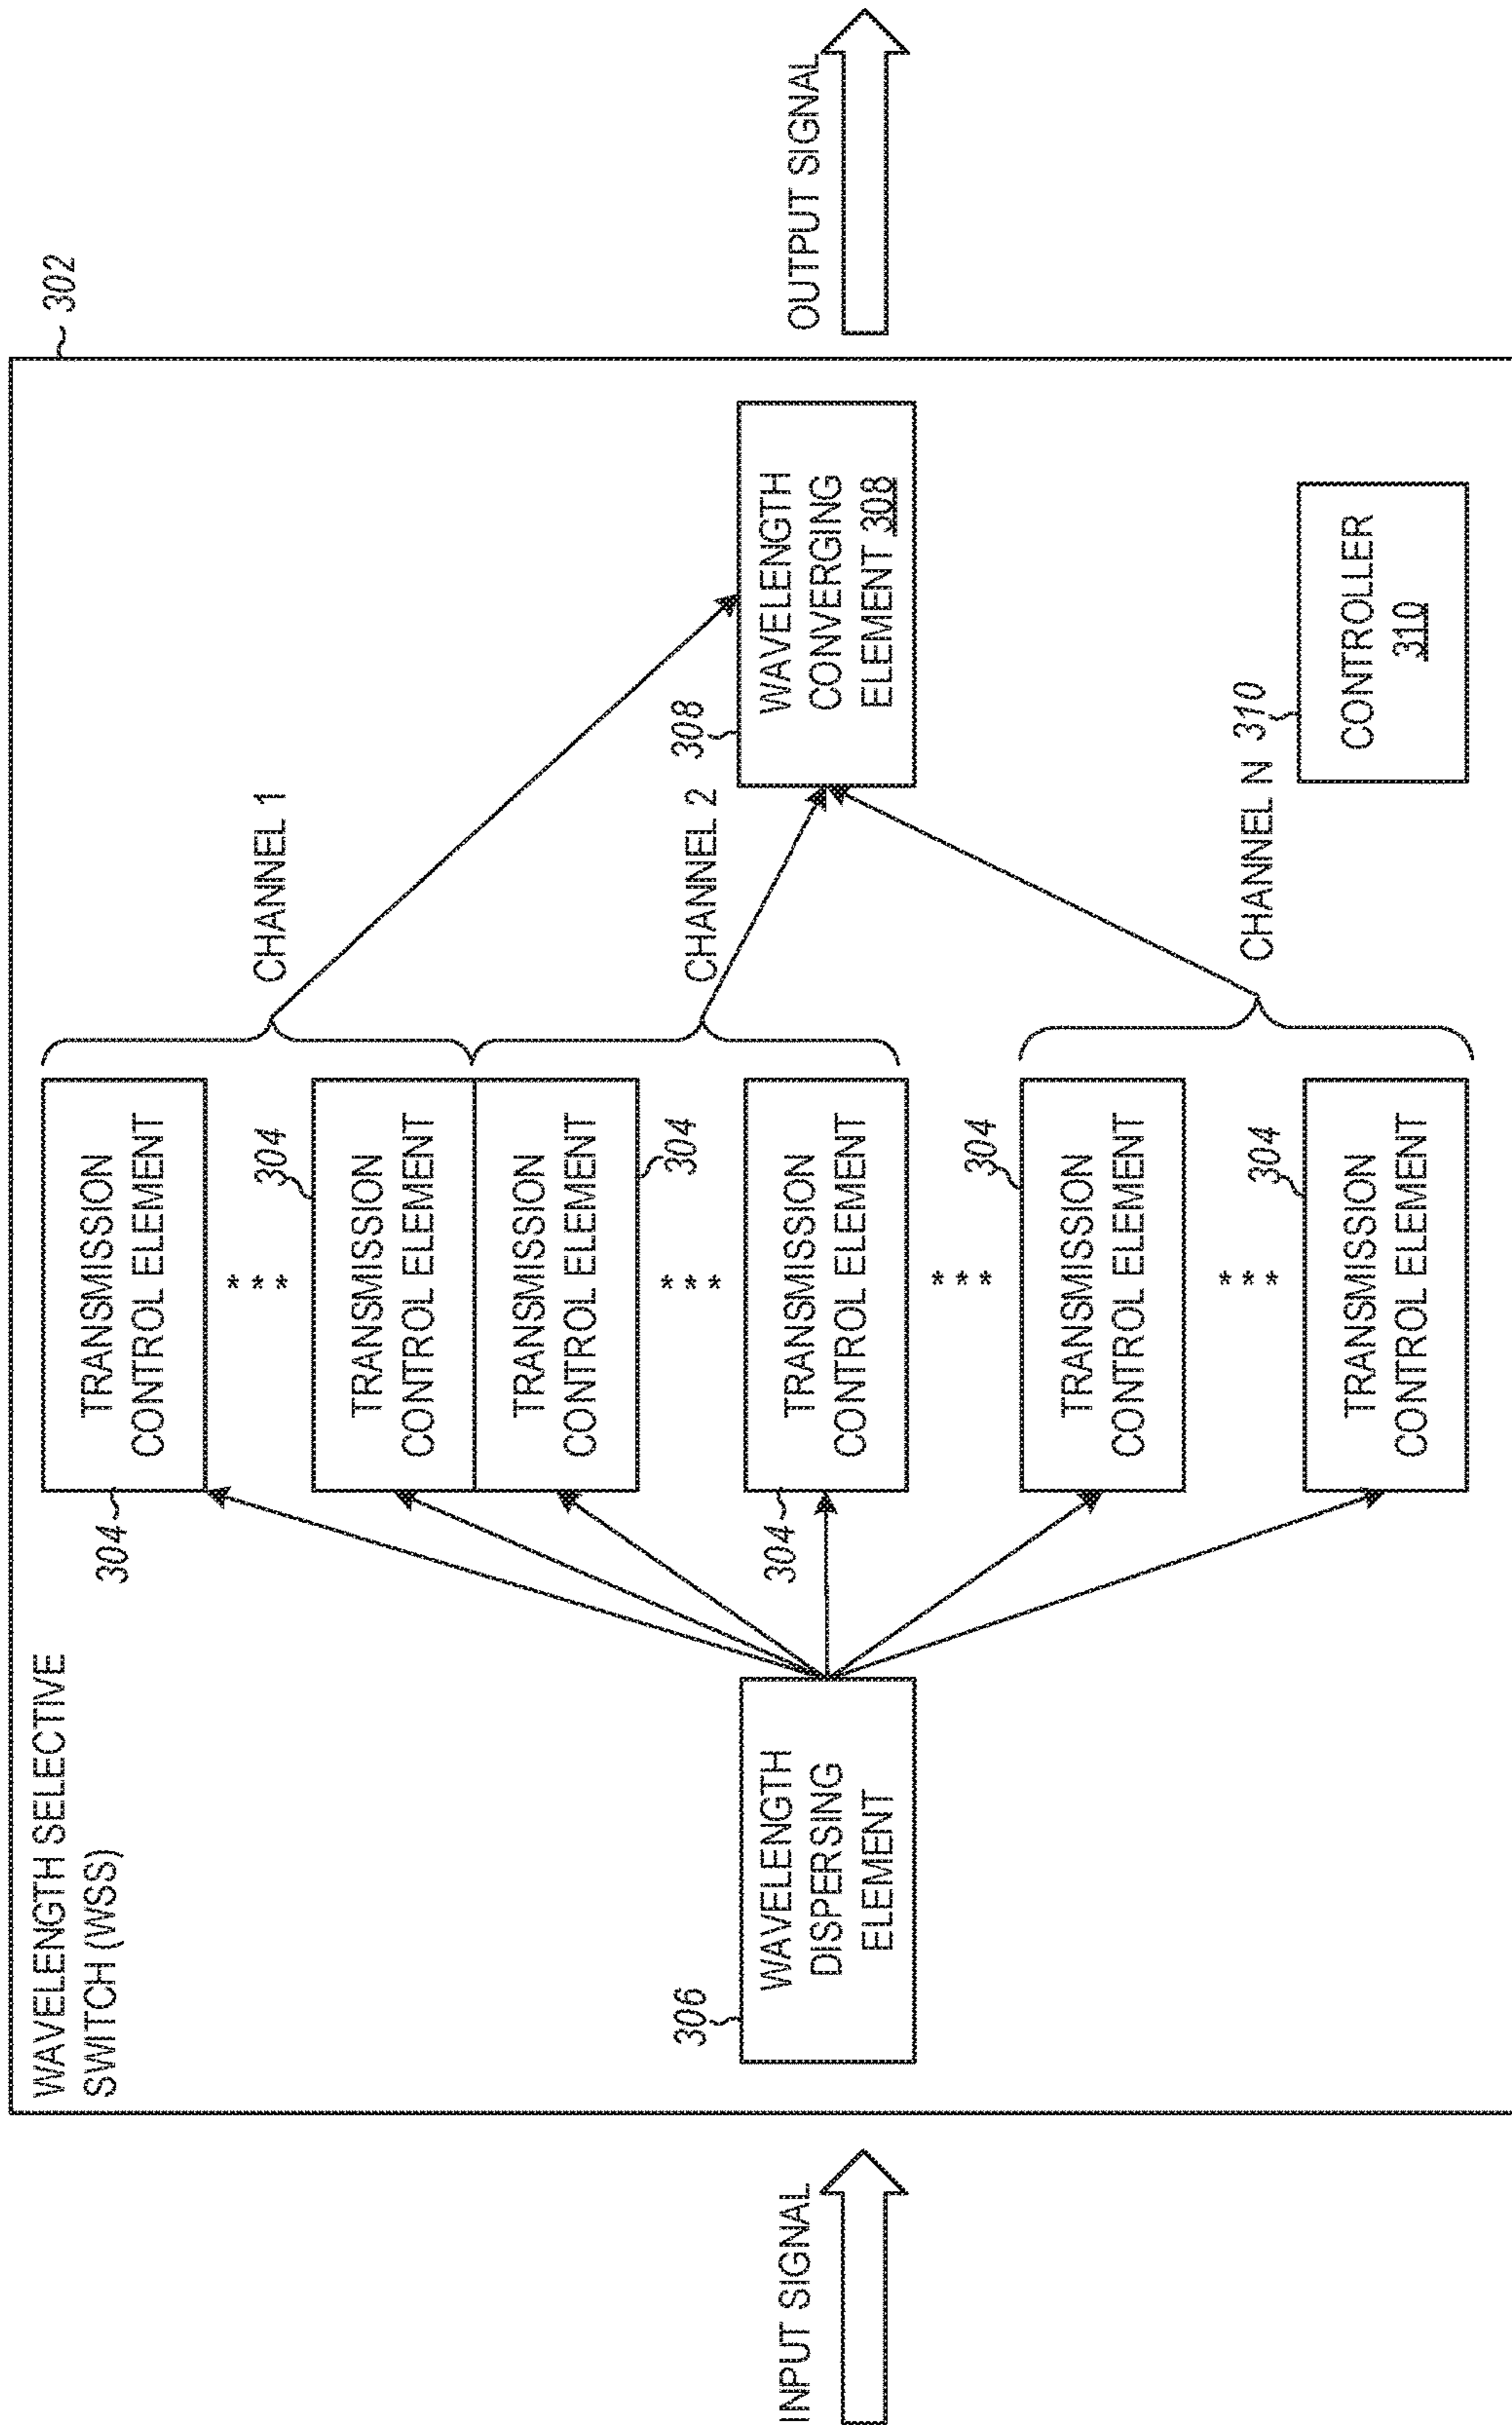 WAVELENGTH SELECTIVE
SWITCH (WSS)
302
INPUT SIGNAL
306
WAVELENGTH
DISPERSING
ELEMENT
304
TRANSMISSION
CONTROL ELEMENT
***
304
TRANSMISSION
CONTROL ELEMENT
TRANSMISSION
CONTROL ELEMENT
304
***
304
TRANSMISSION
CONTROL ELEMENT
***
304
TRANSMISSION
CONTROL ELEMENT
***
304
TRANSMISSION
CONTROL ELEMENT
CHANNEL 1
CHANNEL 2
CHANNEL N
308
WAVELENGTH
CONVERGING
ELEMENT 308
310
CONTROLLER
310
OUTPUT SIGNAL